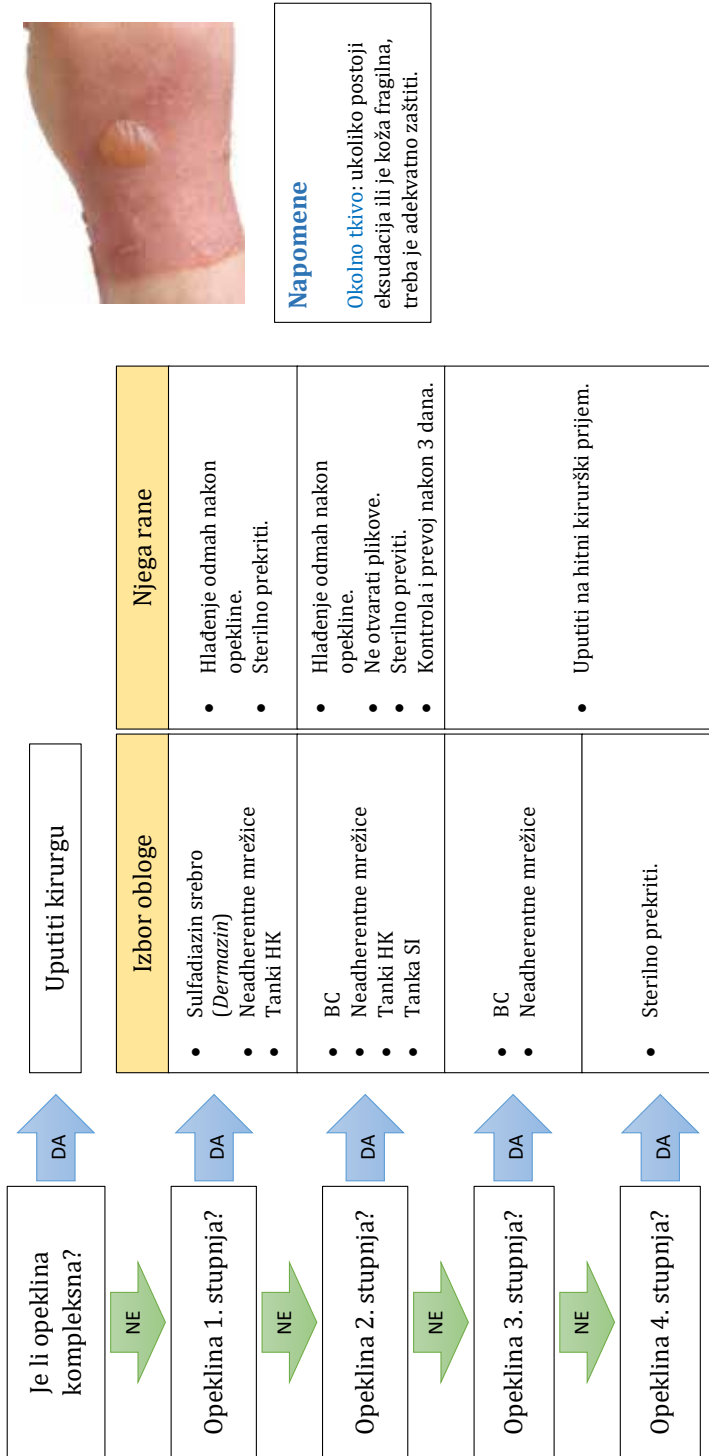 Je li opeklina
kompleksna?
DA
Uputiti kirurgu
NE
Izbor obloge
Njega rane
Opeklina 1. stupnja?
DA
• Sulfadiazin srebro
(Dermazin)
• Neadherentne mrežice
• Tanki HK
• Hlađenje odmah nakon
opekline.
• Sterilno prekriti.
NE
Opeklina 2. stupnja?
DA
• BC
• Neadherentne mrežice
• Tanki HK
• Tanka SI
• Hlađenje odmah nakon
opekline.
• Ne otvarati plikove.
• Sterilno previti.
• Kontrola i prevoj nakon 3 dana.
NE
Opeklina 3. stupnja?
DA
• BC
• Neadherentne mrežice
• Uputiti na hitni kirurški prijem.
NE
Opeklina 4. stupnja?
DA
• Sterilno prekriti.
Napomene
Okolno tkivo: ukoliko postoji
eksudacija ili je koža fragilna,
treba je adekvatno zaštiti.